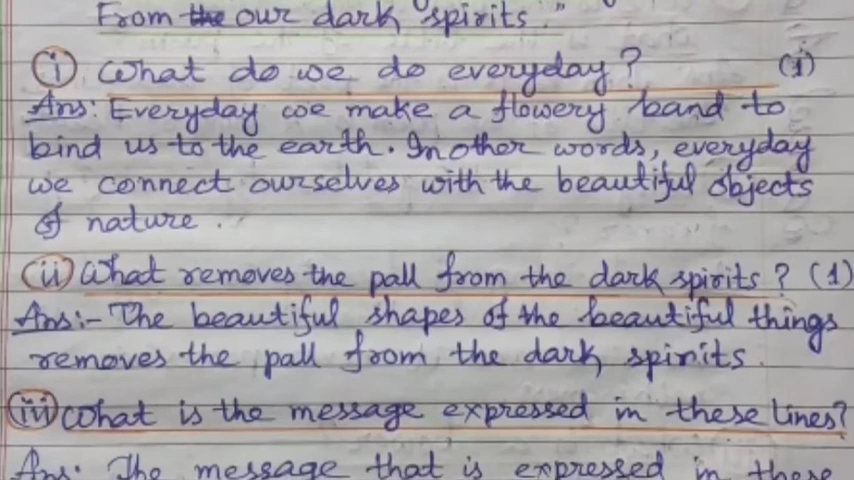 From the our dark spirits."
(i) What do we do everyday? (1)
Ans: Everyday we make a flowery band to
bind us to the earth. In other words, everyday
we connect ourselves with the beautiful objects
of nature.
(ii) What removes the pall from the dark spirits? (1)
Ans:- The beautiful shapes of the beautiful things
removes the pall from the dark spirits.
(iii) What is the message expressed in these lines?
Ans: The message that is expressed in these